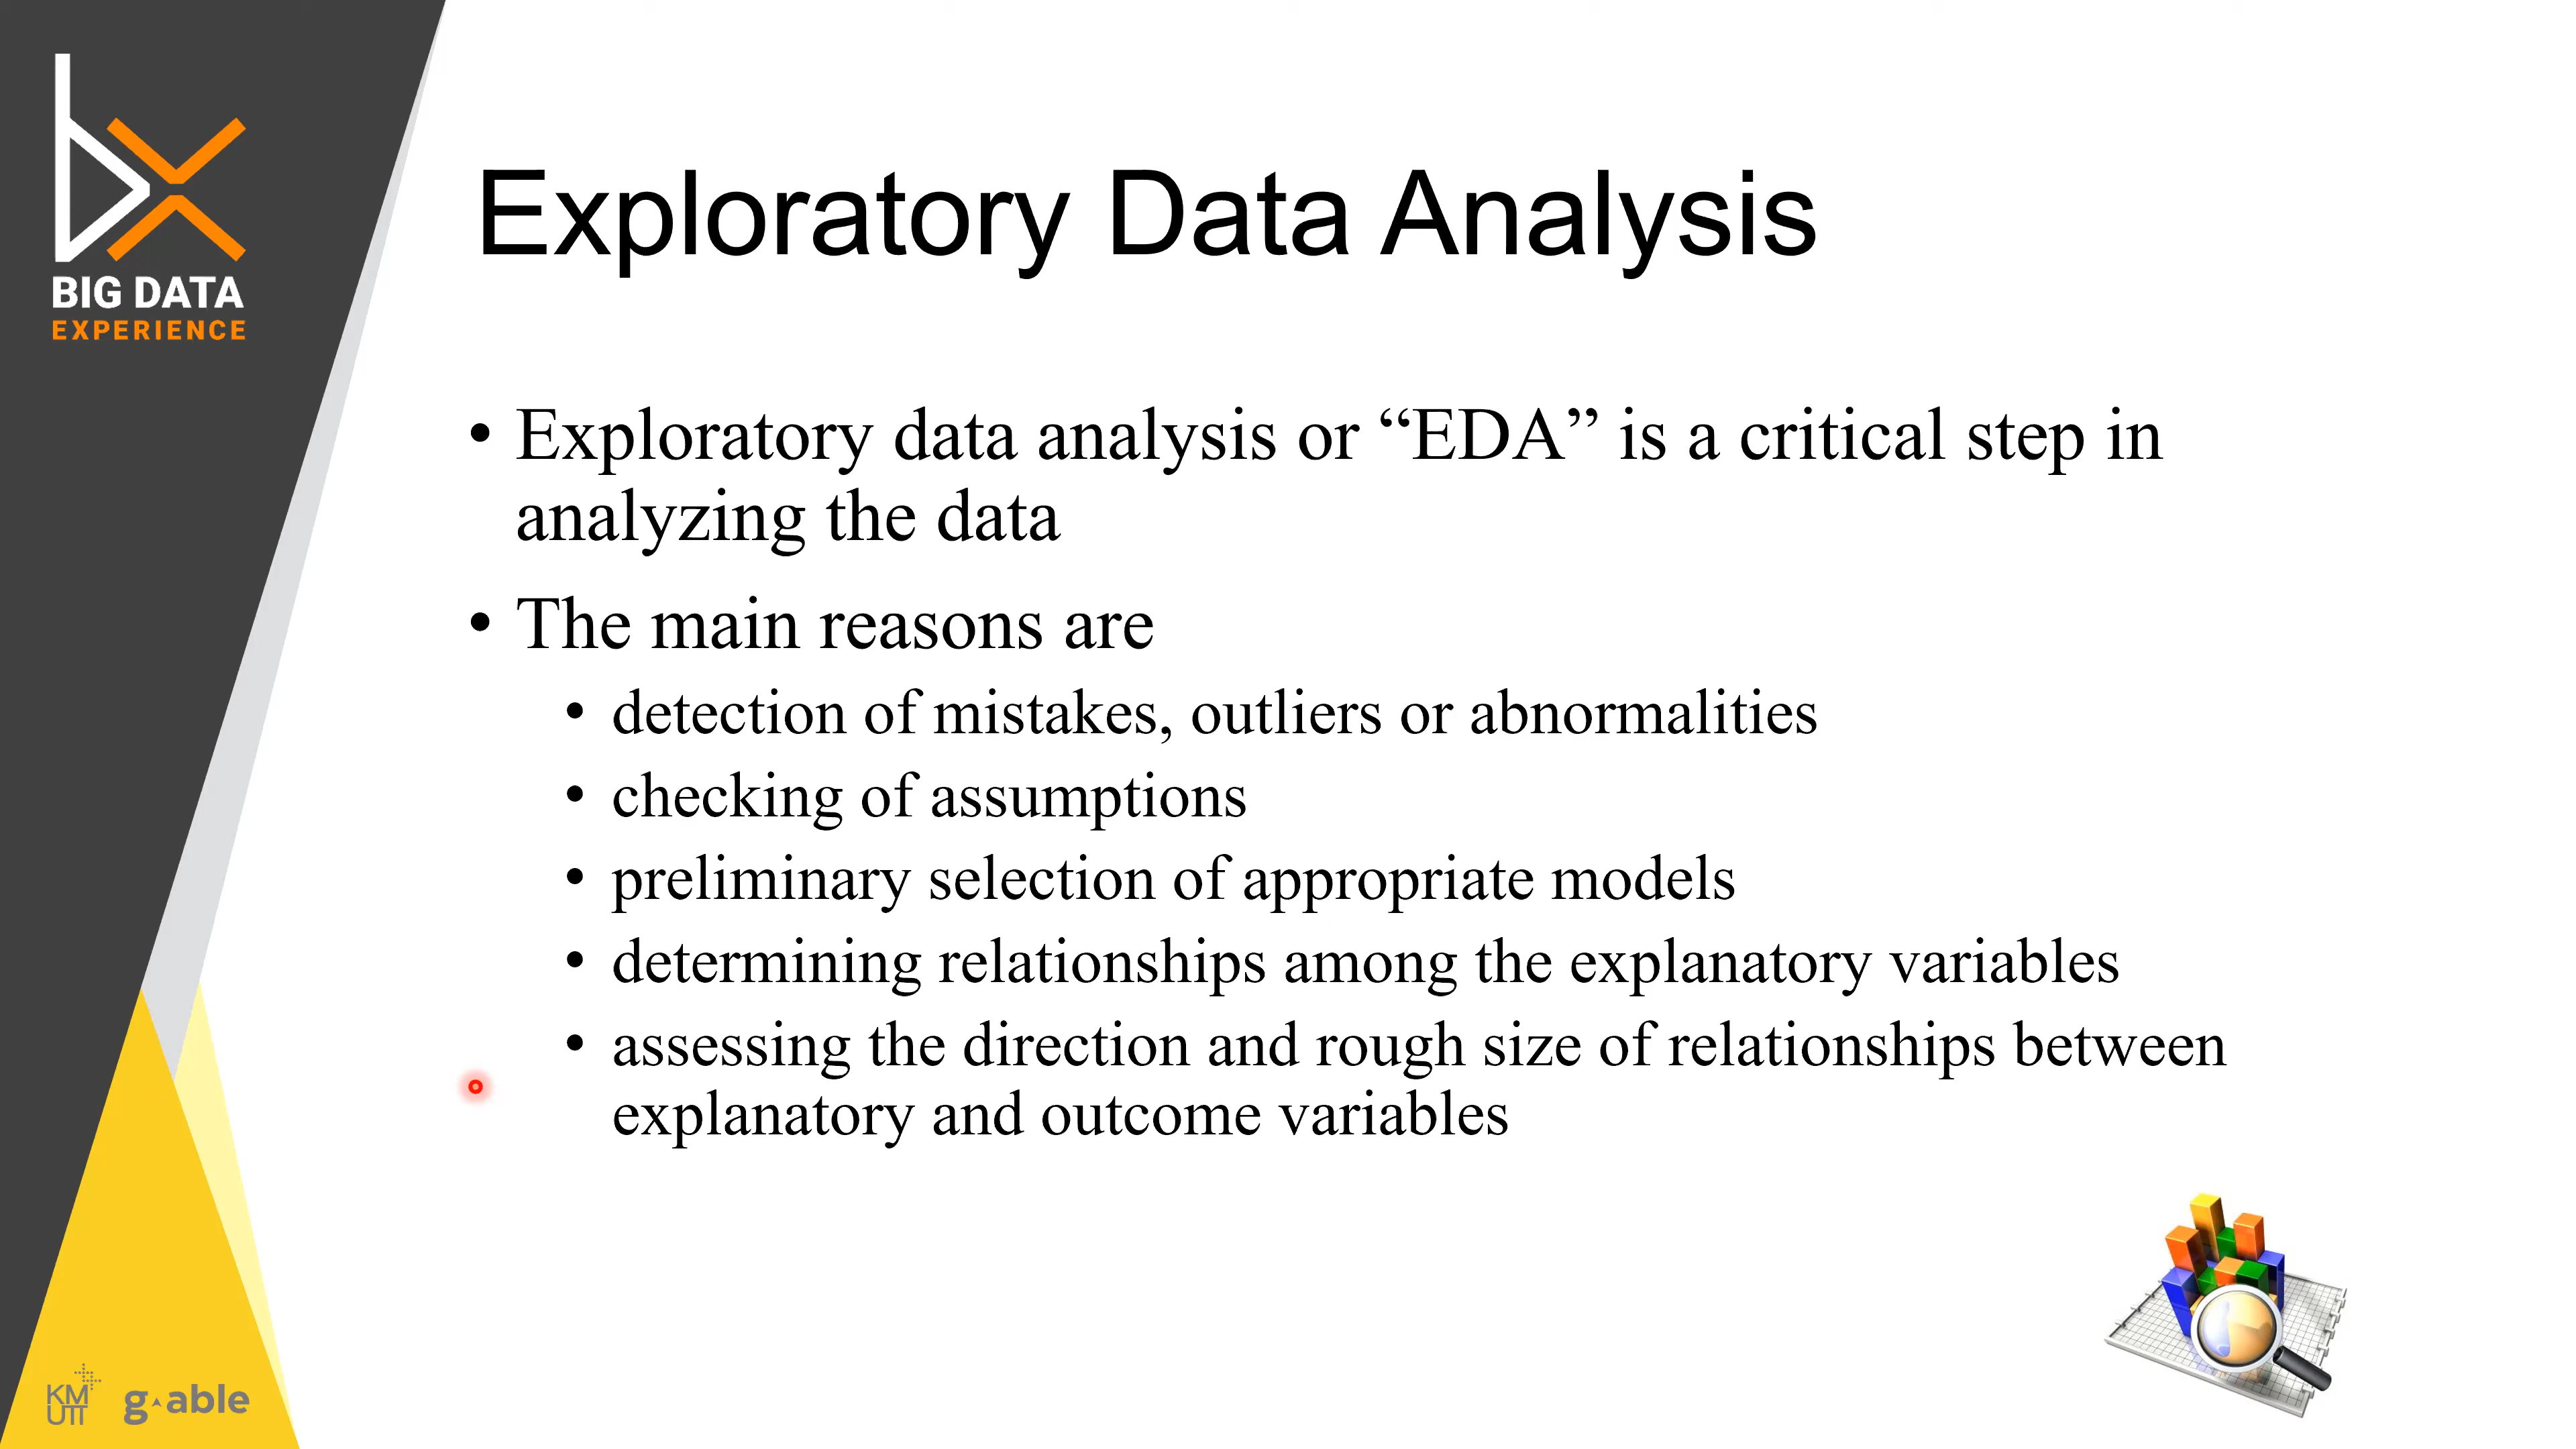 BIG DATA
EXPERIENCE
Exploratory Data Analysis
• Exploratory data analysis or “EDA” is a critical step in
analyzing the data
• The main reasons are
• detection of mistakes, outliers or abnormalities
• checking of assumptions
• preliminary selection of appropriate models
• determining relationships among the explanatory variables
• assessing the direction and rough size of relationships between
explanatory and outcome variables
KM
UTT
g·able